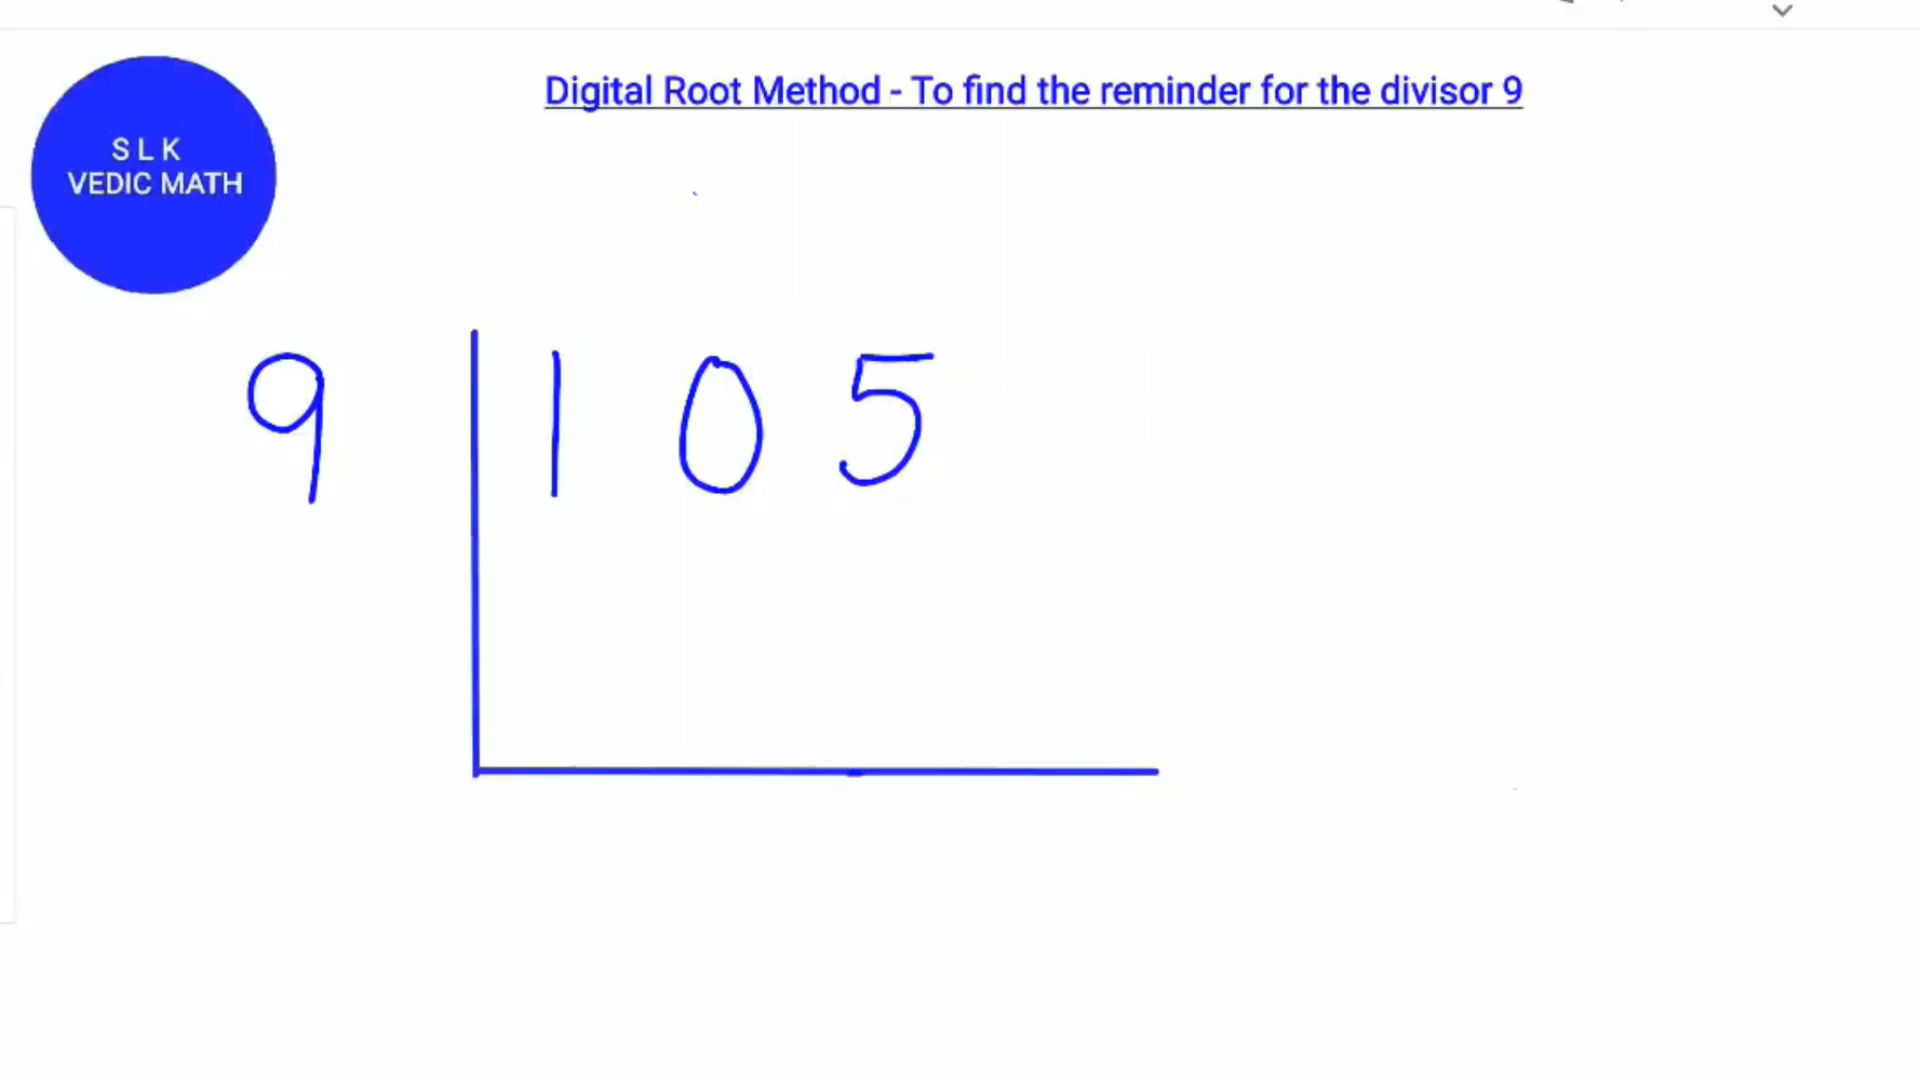 Digital Root Method - To find the reminder for the divisor 9
S L K
VEDIC MATH
9 1 0 5